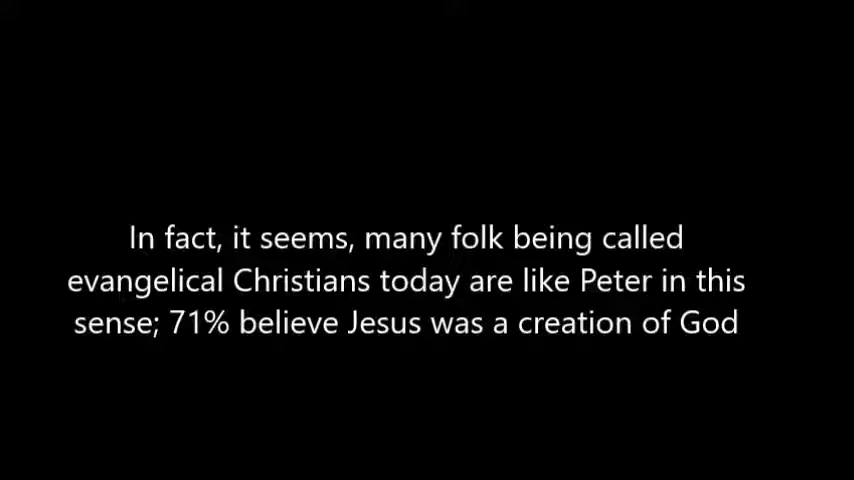 In fact, it seems, many folk being called
evangelical Christians today are like Peter in this
sense; 71% believe Jesus was a creation of God